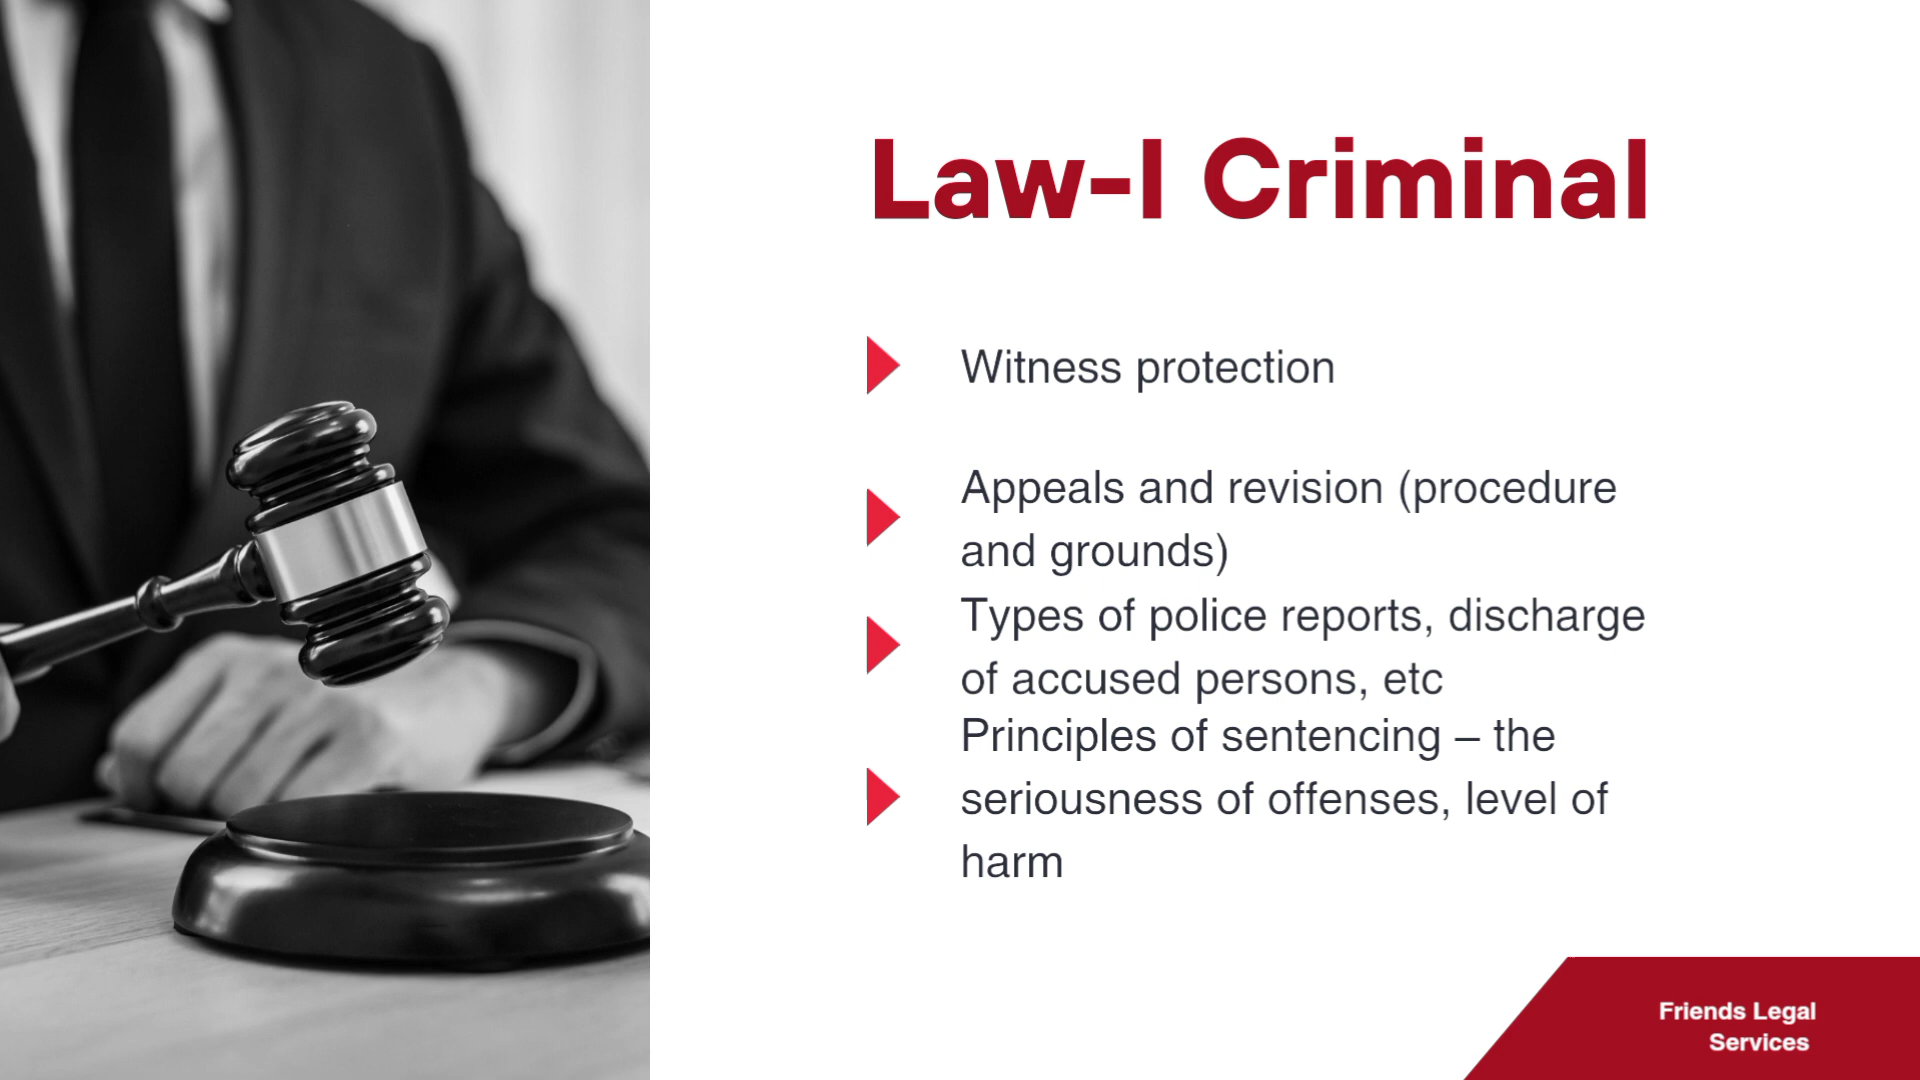 Law-I Criminal
Witness protection
Appeals and revision (procedure
and grounds)
Types of police reports, discharge
of accused persons, etc
Principles of sentencing – the
seriousness of offenses, level of
harm
Friends Legal
Services